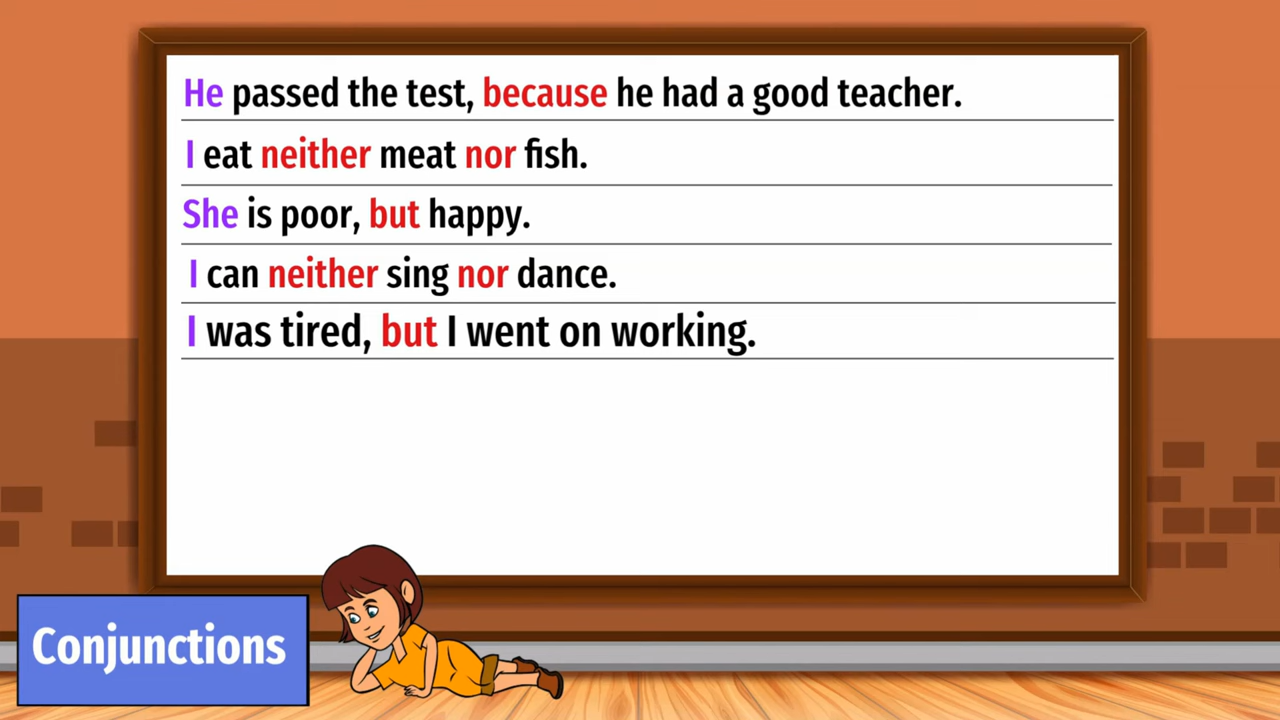 He passed the test, because he had a good teacher.
I eat neither meat nor fish.
She is poor, but happy.
I can neither sing nor dance.
I was tired, but I went on working.
Conjunctions